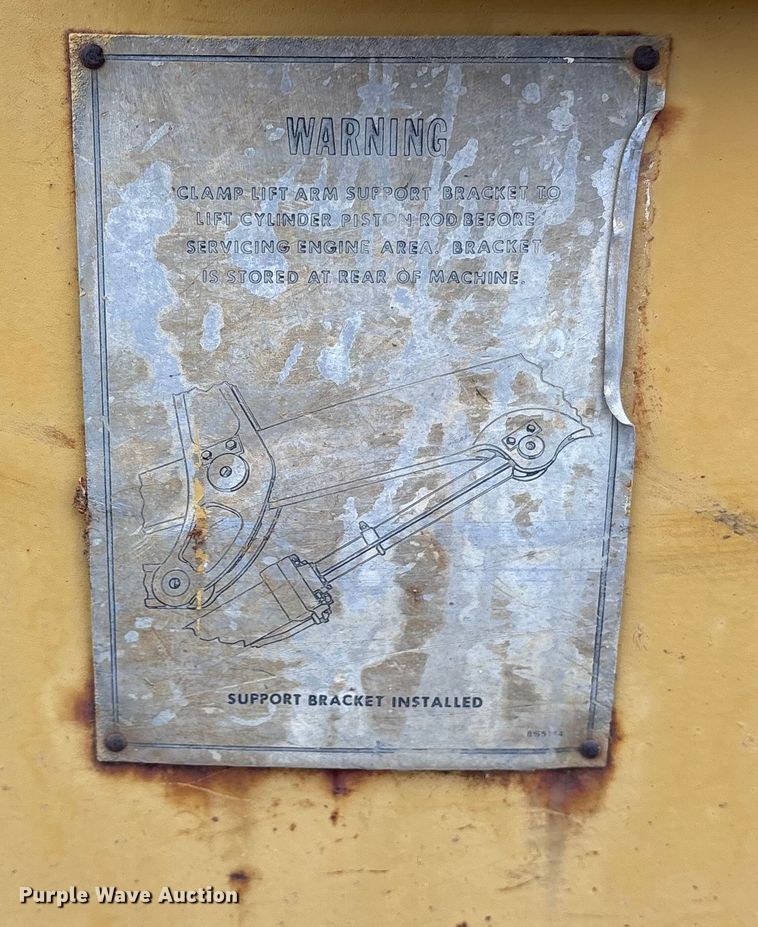 WARNING
CLAMP LIFT ARM SUPPORT BRACKET TO
LIFT CYLINDER PISTON ROD BEFORE
SERVICING ENGINE AREA. BRACKET
IS STORED AT REAR OF MACHINE.
SUPPORT BRACKET INSTALLED
Purple Wave Auction